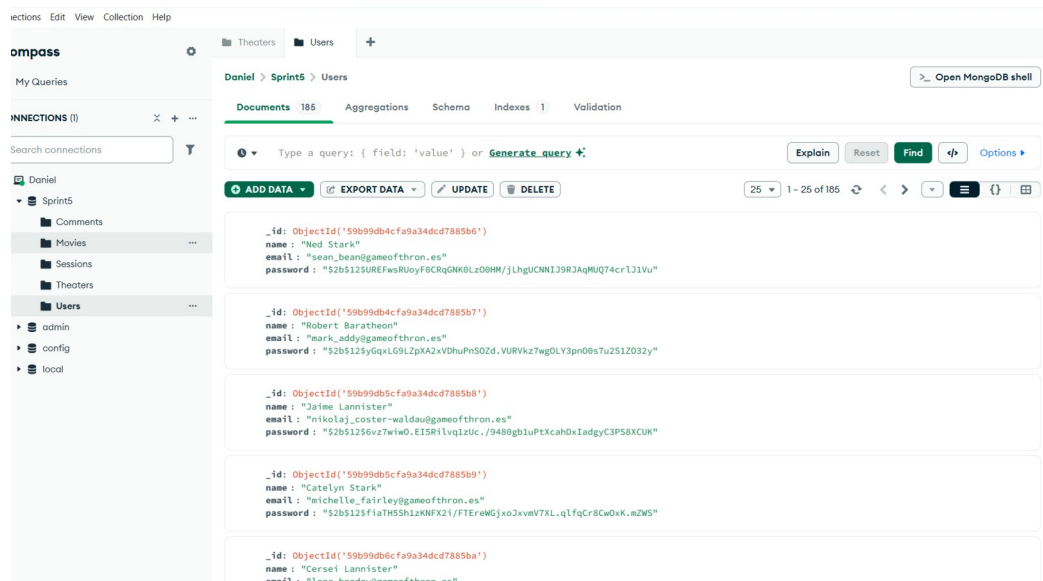 nections Edit View Collection Help
ompass
Theaters
Users
+
My Queries
Daniel > Sprint5 > Users
>_ Open MongoDB shell
Documents 185 Aggregations Schema Indexes 1 Validation
ONNECTIONS (1)
Search connections
Type a query: { field: 'value' } or Generate query
Explain Reset Find </> Options
ADD DATA EXPORT DATA UPDATE DELETE
25 1 – 25 of 185 {}
Daniel
Sprint5
Comments
Movies ...
Sessions
Theaters
Users ...
admin
config
local
_id: ObjectId('59b99db4cfa9a34dcd7885b6')
name : "Ned Stark"
email : "sean_bean@gameofthron.es"
password : "$2b$12$UREFwsRUoyF0CRqGNK0LzO0HM/jLhgUCNNIJ9RJAqMUQ74crlJ1Vu"
_id: ObjectId('59b99db4cfa9a34dcd7885b7')
name : "Robert Baratheon"
email : "mark_addy@gameofthron.es"
password : "$2b$12$yGqxLG9LZpXA2xVDhuPnSOZd.VURVkz7wgOLY3pnO0s7u2S1ZO32y"
_id: ObjectId('59b99db5cfa9a34dcd7885b8')
name : "Jaime Lannister"
email : "nikolaj_coster-waldau@gameofthron.es"
password : "$2b$12$6vz7wiwO.EI5Rilvq1zUc./9480gb1uPtXcahDxIadgyC3PS8XCUK"
_id: ObjectId('59b99db5cfa9a34dcd7885b9')
name : "Catelyn Stark"
email : "michelle_fairley@gameofthron.es"
password : "$2b$12$fiaTH5Sh1zKNFX2i/FTEreWGjxoJxvmV7XL.qlfqCr8CwOxK.mZWS"
_id: ObjectId('59b99db6cfa9a34dcd7885ba')
name : "Cersei Lannister"